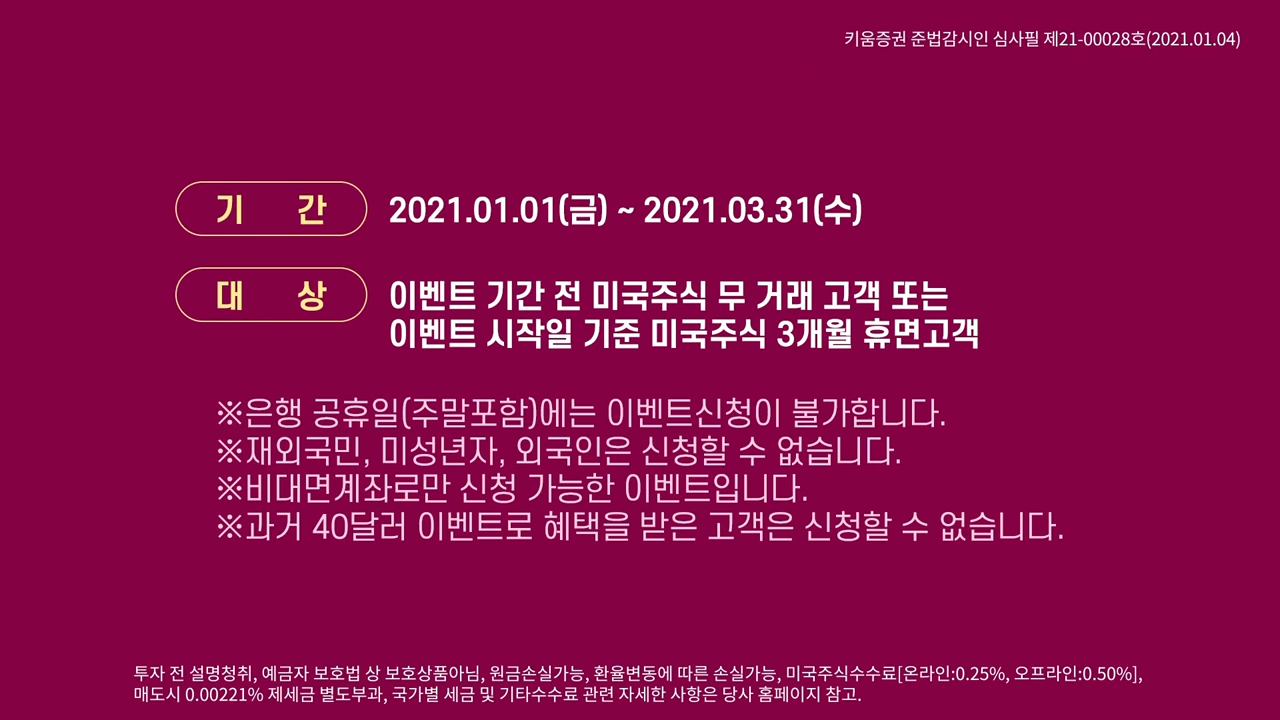 키움증권 준법감시인 심사필 제21-00028호(2021.01.04)
기 간 2021.01.01(금) ~ 2021.03.31(수)
대 상 이벤트 기간 전 미국주식 무 거래 고객 또는
이벤트 시작일 기준 미국주식 3개월 휴면고객
※은행 공휴일(주말포함)에는 이벤트신청이 불가합니다.
※재외국민, 미성년자, 외국인은 신청할 수 없습니다.
※비대면계좌로만 신청 가능한 이벤트입니다.
※과거 40달러 이벤트로 혜택을 받은 고객은 신청할 수 없습니다.
투자 전 설명청취, 예금자 보호법 상 보호상품아님, 원금손실가능, 환율변동에 따른 손실가능, 미국주식수수료[온라인:0.25%, 오프라인:0.50%],
매도시 0.00221% 제세금 별도부과, 국가별 세금 및 기타수수료 관련 자세한 사항은 당사 홈페이지 참고.